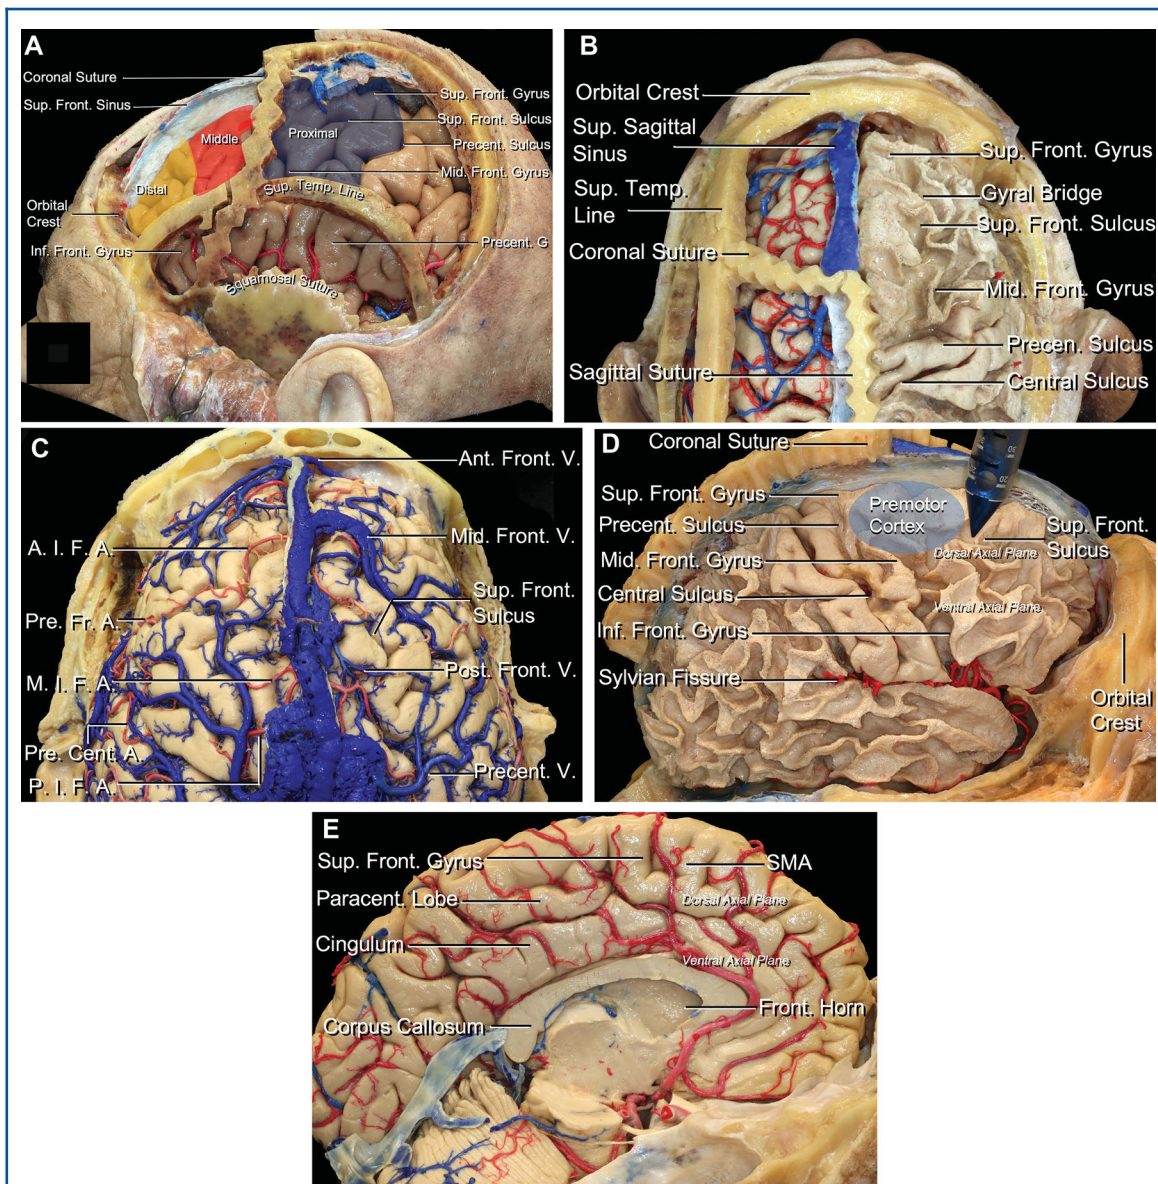 A
Coronal Suture
Sup. Front. Sinus
Middle
Proximal
Distal
Sup. Front. Gyrus
Sup. Front. Sulcus
Precent. Sulcus
Mid. Front. Gyrus
Sup. Temp. Line
Orbital
Crest
Inf. Front. Gyrus
Precent. G
Squamosal Suture
B
Orbital Crest
Sup. Sagittal
Sinus
Sup. Temp.
Line
Coronal Suture
Sagittal Suture
Sup. Front. Gyrus
Gyral Bridge
Sup. Front. Sulcus
Mid. Front. Gyrus
Precen. Sulcus
Central Sulcus
C
Ant. Front. V.
Mid. Front. V.
A. I. F. A.
Sup. Front.
Sulcus
Pre. Fr. A.
Post. Front. V.
M. I. F. A.
Pre. Cent. A.
P. I. F. A.
Precent. V.
D
Coronal Suture
Sup. Front. Gyrus
Precent. Sulcus
Mid. Front. Gyrus
Central Sulcus
Inf. Front. Gyrus
Sylvian Fissure
Premotor
Cortex
Sup. Front.
Sulcus
Dorsal Axial Plane
Ventral Axial Plane
Orbital
Crest
E
Sup. Front. Gyrus
SMA
Paracent. Lobe
Dorsal Axial Plane
Cingulum
Ventral Axial Plane
Front. Horn
Corpus Callosum